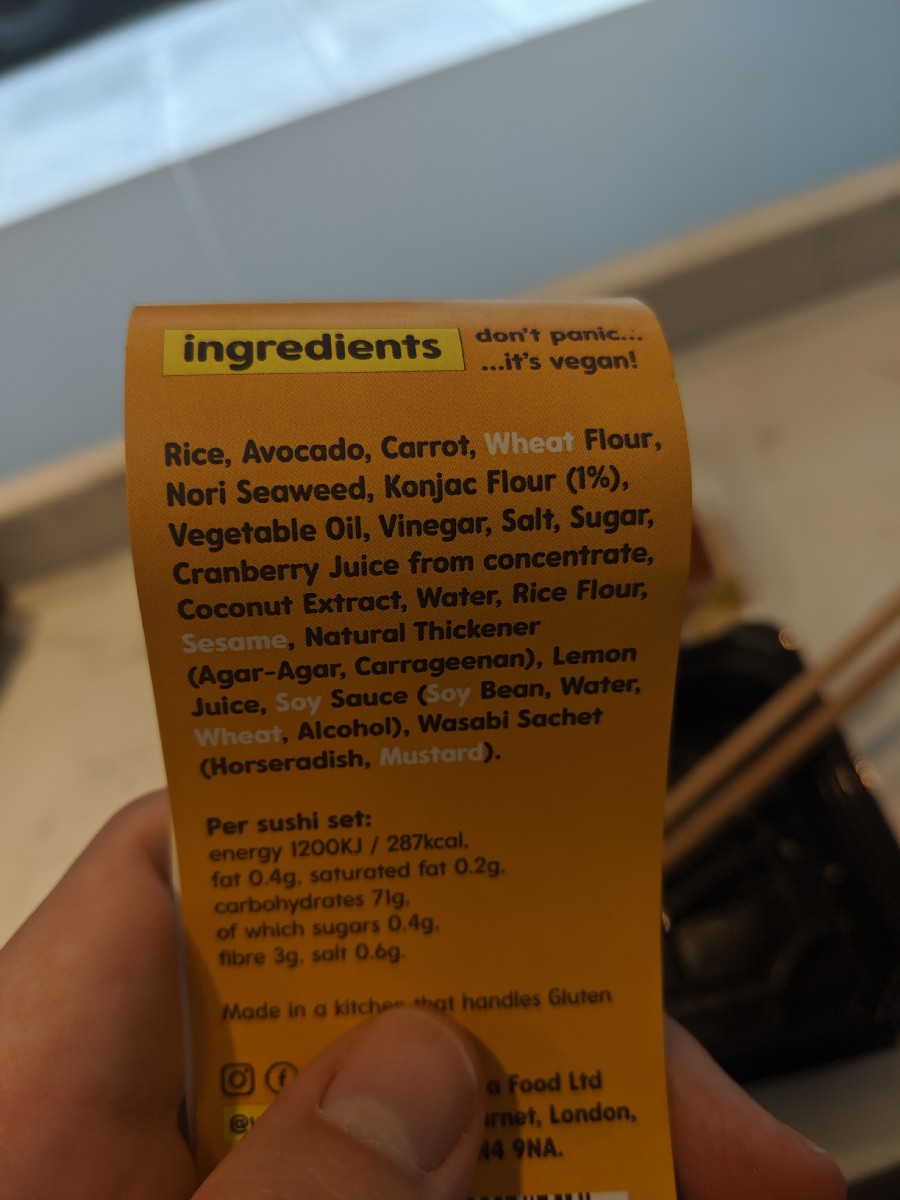 ingredients
don't panic...
...it's vegan!
Rice, Avocado, Carrot, Wheat Flour,
Nori Seaweed, Konjac Flour (1%),
Vegetable Oil, Vinegar, Salt, Sugar,
Cranberry Juice from concentrate,
Coconut Extract, Water, Rice Flour,
Sesame, Natural Thickener
(Agar-Agar, Carrageenan), Lemon
Juice, Soy Sauce (Soy Bean, Water,
Wheat, Alcohol), Wasabi Sachet
(Horseradish, Mustard).
Per sushi set:
energy 1200KJ / 287kcal,
fat 0.4g, saturated fat 0.2g,
carbohydrates 71g,
of which sugars 0.4g,
fibre 3g, salt 0.6g.
Made in a kitchen that handles Gluten
a Food Ltd
London,
N4 9NA.